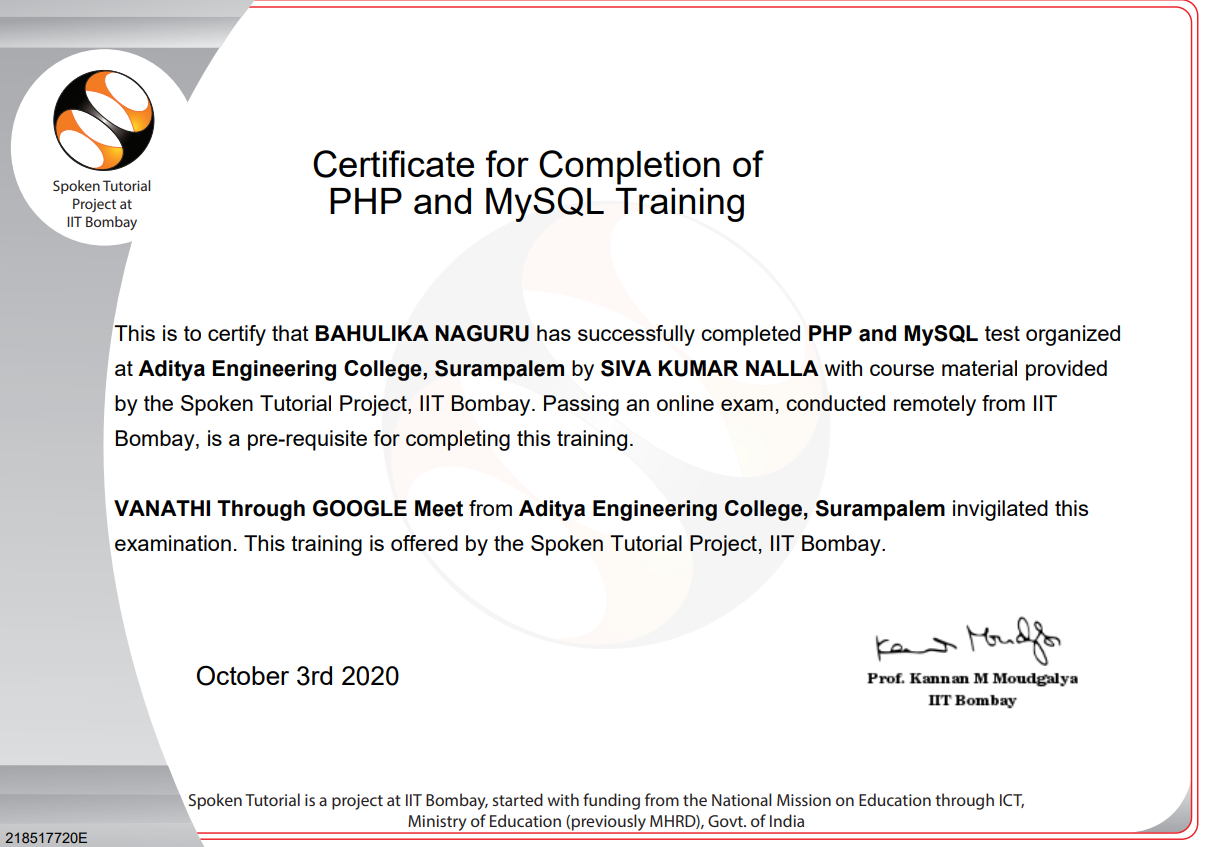 Spoken Tutorial
Project at
IIT Bombay
Certificate for Completion of
PHP and MySQL Training
This is to certify that BAHULIKA NAGURU has successfully completed PHP and MySQL test organized
at Aditya Engineering College, Surampalem by SIVA KUMAR NALLA with course material provided
by the Spoken Tutorial Project, IIT Bombay. Passing an online exam, conducted remotely from IIT
Bombay, is a pre-requisite for completing this training.
VANATHI Through GOOGLE Meet from Aditya Engineering College, Surampalem invigilated this
examination. This training is offered by the Spoken Tutorial Project, IIT Bombay.
October 3rd 2020
Prof. Kannan M Moudgalya
IIT Bombay
Spoken Tutorial is a project at IIT Bombay, started with funding from the National Mission on Education through ICT,
Ministry of Education (previously MHRD), Govt. of India
218517720E